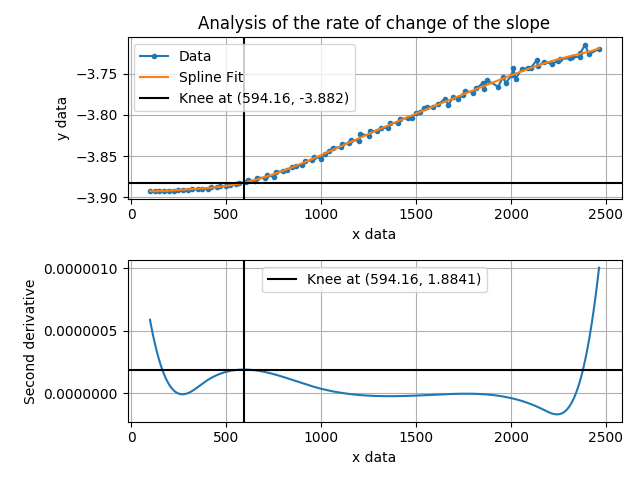 Analysis of the rate of change of the slope
Data
Spline Fit
Knee at (594.16, -3.882)
−3.75
−3.80
−3.85
−3.90
y data
0 500 1000 1500 2000 2500
x data
Knee at (594.16, 1.8841)
0.0000010
0.0000005
0.0000000
Second derivative
0 500 1000 1500 2000 2500
x data